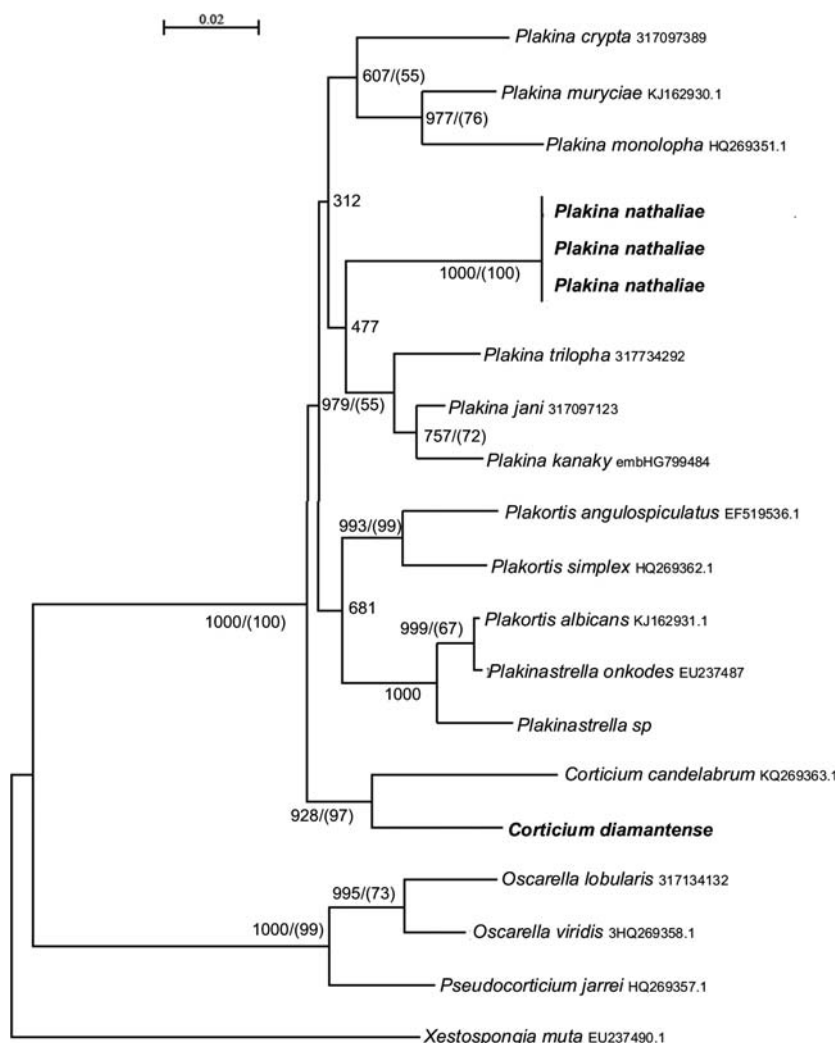 0.02
Plakina crypta 317097389
607/(55)
Plakina muryciae KJ162930.1
977/(76)
Plakina monolopha HQ269351.1
312
Plakina nathaliae
Plakina nathaliae
1000/(100)
Plakina nathaliae
477
Plakina trilopha 317734292
979/(55)
Plakina jani 317097123
757/(72)
Plakina kanaky embHG799484
Plakortis angulospiculatus EF519536.1
993/(99)
Plakortis simplex HQ269362.1
681
1000/(100)
Plakortis albicans KJ162931.1
999/(67)
Plakinastrella onkodes EU237487
1000
Plakinastrella sp
Corticium candelabrum KQ269363.1
928/(97)
Corticium diamantense
Oscarella lobularis 317134132
995/(73)
1000/(99)
Oscarella viridis 3HQ269358.1
Pseudocorticium jarrei HQ269357.1
Xestospongia muta EU237490.1